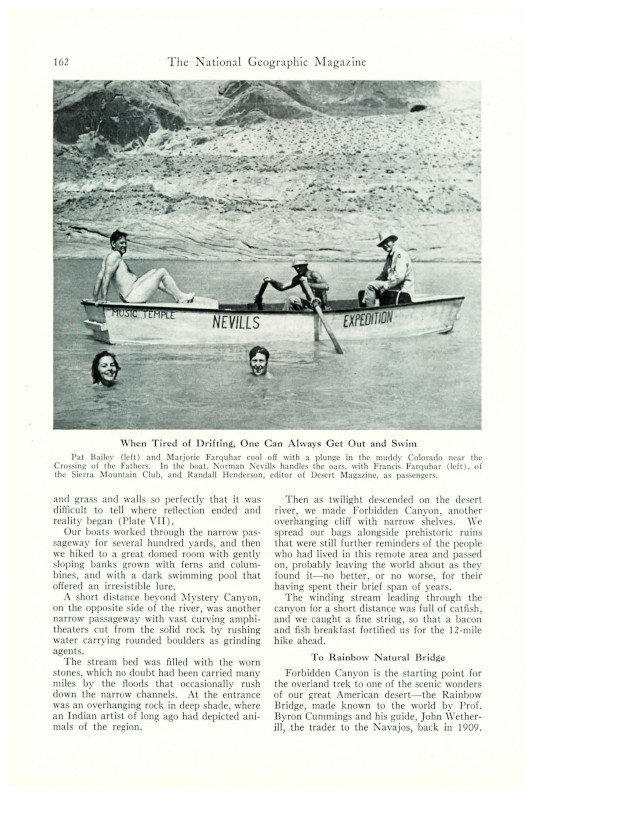 162
The National Geographic Magazine
MUSIC TEMPLE
NEVILLS
EXPEDITION
When Tired of Drifting, One Can Always Get Out and Swim
Pat Bailey (left) and Marjorie Farquhar cool off with a plunge in the muddy Colorado near the
Crossing of the Fathers. In the boat, Norman Nevills handles the oars, with Francis Farquhar (left), of
the Sierra Mountain Club, and Randall Henderson, editor of Desert Magazine, as passengers.
and grass and walls so perfectly that it was
difficult to tell where reflection ended and
reality began (Plate VII).
Our boats worked through the narrow pas-
sageway for several hundred yards, and then
we hiked to a great domed room with gently
sloping banks grown with ferns and colum-
bines, and with a dark swimming pool that
offered an irresistible lure.
A short distance beyond Mystery Canyon,
on the opposite side of the river, was another
narrow passageway with vast curving amphi-
theaters cut from the solid rock by rushing
water carrying rounded boulders as grinding
agents.
The stream bed was filled with the worn
stones, which no doubt had been carried many
miles by the floods that occasionally rush
down the narrow channels. At the entrance
was an overhanging rock in deep shade, where
an Indian artist of long ago had depicted ani-
mals of the region.
Then as twilight descended on the desert
river, we made Forbidden Canyon, another
overhanging cliff with narrow shelves. We
spread our bags alongside prehistoric ruins
that were still further reminders of the people
who had lived in this remote area and passed
on, probably leaving the world about as they
found it—no better, or no worse, for their
having spent their brief span of years.
The winding stream leading through the
canyon for a short distance was full of catfish,
and we caught a fine string, so that a bacon
and fish breakfast fortified us for the 12-mile
hike ahead.
To Rainbow Natural Bridge
Forbidden Canyon is the starting point for
the overland trek to one of the scenic wonders
of our great American desert—the Rainbow
Bridge, made known to the world by Prof.
Byron Cummings and his guide, John Wether-
ill, the trader to the Navajos, back in 1909.